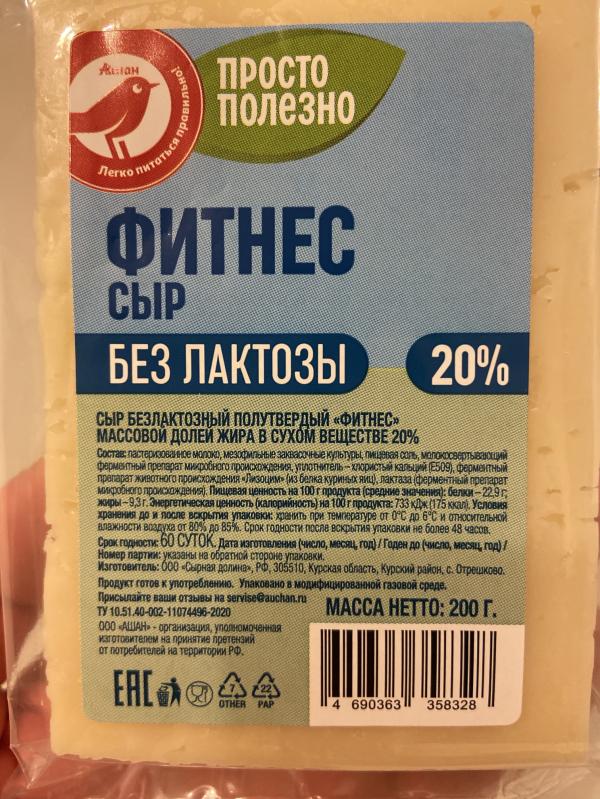 Ашан
Легко питаться правильно!
ПРОСТО
ПОЛЕЗНО
ФИТНЕС
СЫР
БЕЗ ЛАКТОЗЫ
20%
СЫР БЕЗЛАКТОЗНЫЙ ПОЛУТВЕРДЫЙ «ФИТНЕС»
МАССОВОЙ ДОЛЕЙ ЖИРА В СУХОМ ВЕЩЕСТВЕ 20%
Состав: пастеризованное молоко, мезофильные заквасочные культуры, пищевая соль, молокосвертывающий
ферментный препарат микробного происхождения, уплотнитель – хлористый кальций (E509), ферментный
препарат животного происхождения «Лизоцим» (из белка куриных яиц), лактаза (ферментный препарат
микробного происхождения). Пищевая ценность на 100 г продукта (средние значения): белки – 22,9 г;
жиры – 9,3 г. Энергетическая ценность (калорийность) на 100 г продукта: 733 кДж (175 ккал). Условия
хранения до и после вскрытия упаковки: хранить при температуре от 0°С до 6°С и относительной
влажности воздуха от 80% до 85%. Срок годности после вскрытия упаковки не более 48 часов.
Срок годности: 60 СУТОК. Дата изготовления (число, месяц, год) / Годен до (число, месяц, год) /
Номер партии: указаны на обратной стороне упаковки.
Изготовитель: ООО «Сырная долина», РФ, 305510, Курская область, Курский район, с. Отрешково.
Продукт готов к употреблению. Упаковано в модифицированной газовой среде.
Присылайте ваши отзывы на servise@auchan.ru
ТУ 10.51.40-002-11074496-2020
МАССА НЕТТО: 200 Г.
ООО «АШАН» - организация, уполномоченная
изготовителем на принятие претензий
от потребителей на территории РФ.
EAC
7
OTHER
22
PAP
4 690363 358328